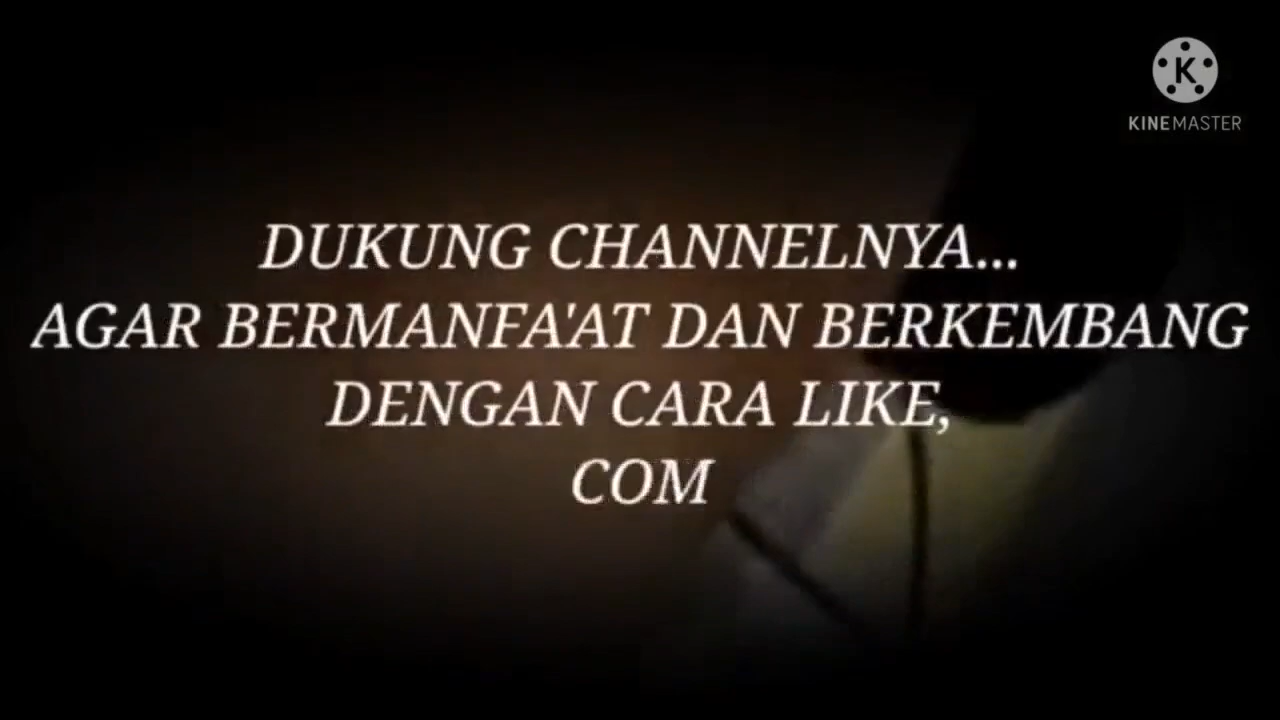 KINEMASTER
DUKUNG CHANNELNYA...
AGAR BERMANFA'AT DAN BERKEMBANG
DENGAN CARA LIKE,
COM